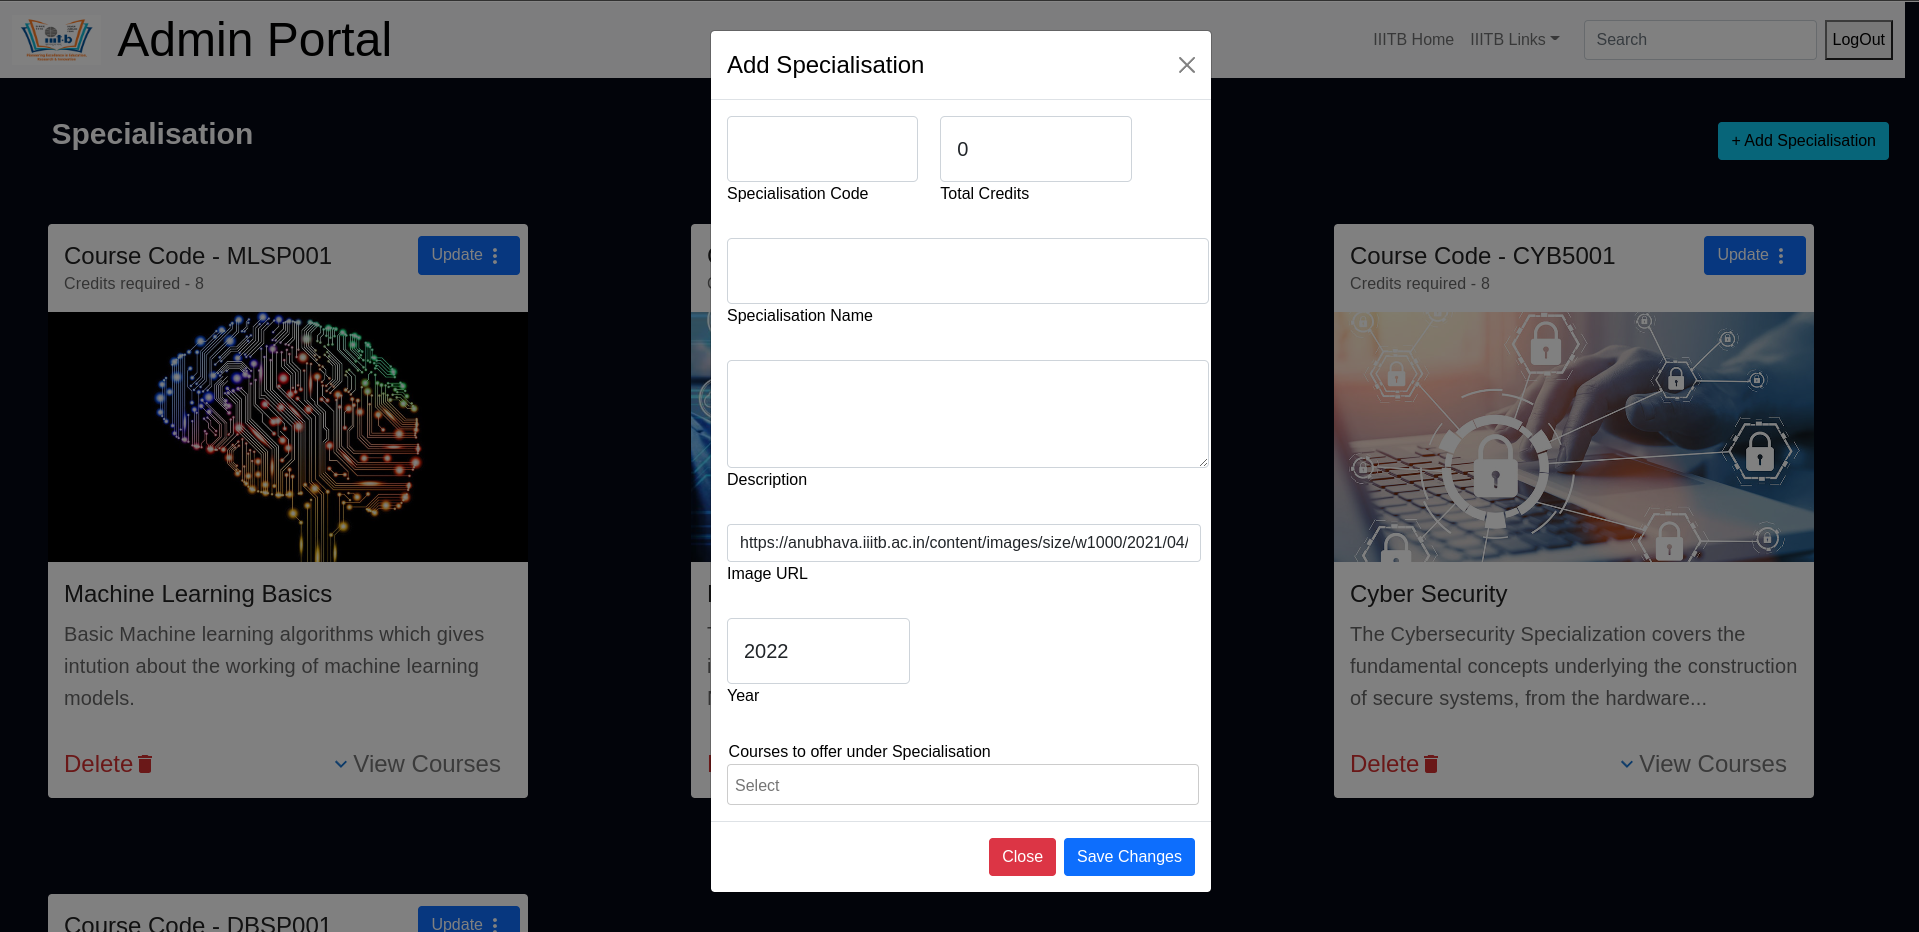 Admin Portal
IIITB Home
IIITB Links
Search
LogOut
Specialisation
+ Add Specialisation
Course Code - MLSP001
Update
Credits required - 8
Machine Learning Basics
Basic Machine learning algorithms which gives
intution about the working of machine learning
models.
Delete
View Courses
Add Specialisation
0
Specialisation Code
Total Credits
Specialisation Name
Description
https://anubhava.iiitb.ac.in/content/images/size/w1000/2021/04/
Image URL
2022
Year
Courses to offer under Specialisation
Select
Close
Save Changes
Course Code - CYB5001
Update
Credits required - 8
Cyber Security
The Cybersecurity Specialization covers the
fundamental concepts underlying the construction
of secure systems, from the hardware...
Delete
View Courses
Course Code - DBSP001
Update